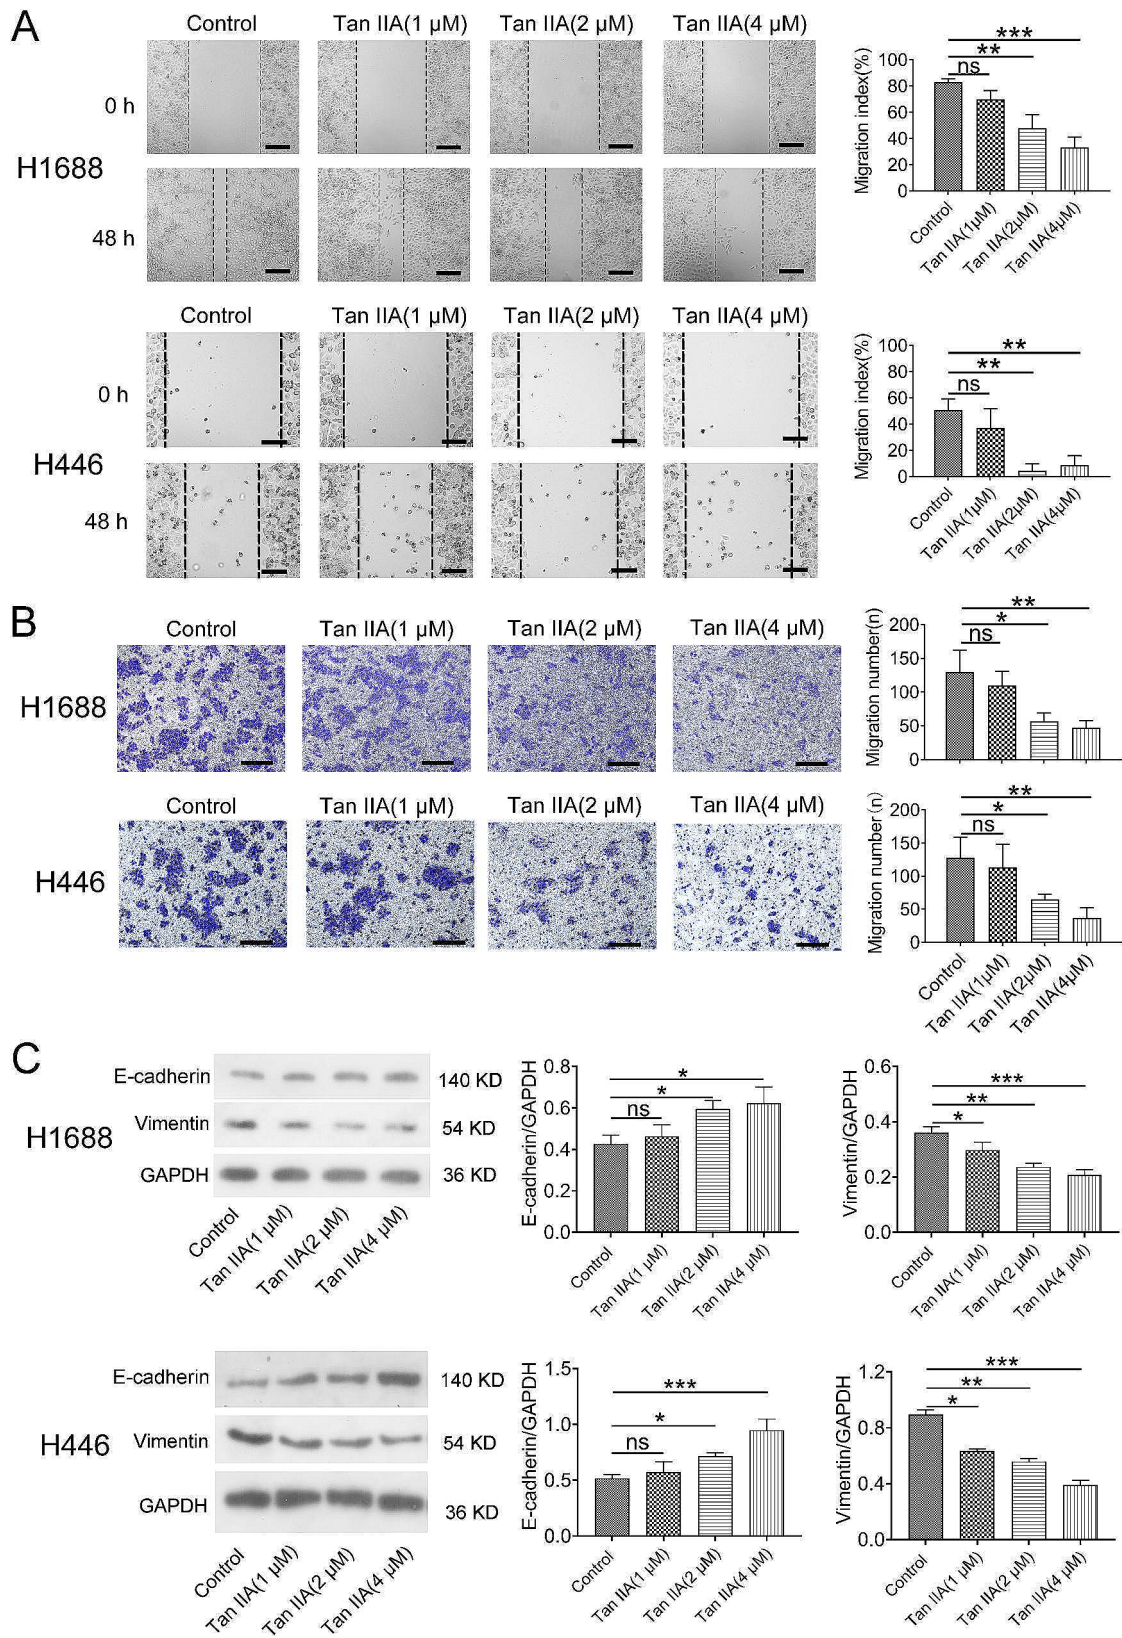 A
Control Tan IIA(1 µM) Tan IIA(2 µM) Tan IIA(4 µM)
0 h
H1688
48 h
Migration index(%)
100
80
60
40
20
0
ns
**
***
Control
Tan IIA(1µM)
Tan IIA(2µM)
Tan IIA(4µM)
Control Tan IIA(1 µM) Tan IIA(2 µM) Tan IIA(4 µM)
0 h
H446
48 h
Migration index(%)
100
80
60
40
20
0
ns
**
**
Control
Tan IIA(1µM)
Tan IIA(2µM)
Tan IIA(4µM)
B
Control Tan IIA(1 µM) Tan IIA(2 µM) Tan IIA(4 µM)
H1688
Migration number(n)
200
150
100
50
0
ns
*
**
Control Tan IIA(1 µM) Tan IIA(2 µM) Tan IIA(4 µM)
H446
Migration number(n)
200
150
100
50
0
ns
*
**
Control
Tan IIA(1µM)
Tan IIA(2µM)
Tan IIA(4µM)
C
H1688
E-cadherin 140 KD
Vimentin 54 KD
GAPDH 36 KD
Control
Tan IIA(1 µM)
Tan IIA(2 µM)
Tan IIA(4 µM)
E-cadherin/GAPDH
0.8
0.6
0.4
0.2
0.0
ns
*
*
Control
Tan IIA(1 µM)
Tan IIA(2 µM)
Tan IIA(4 µM)
Vimentin/GAPDH
0.6
0.4
0.2
0.0
*
**
***
Control
Tan IIA(1 µM)
Tan IIA(2 µM)
Tan IIA(4 µM)
H446
E-cadherin 140 KD
Vimentin 54 KD
GAPDH 36 KD
Control
Tan IIA(1 µM)
Tan IIA(2 µM)
Tan IIA(4 µM)
E-cadherin/GAPDH
1.5
1.0
0.5
0.0
ns
*
***
Control
Tan IIA(1 µM)
Tan IIA(2 µM)
Tan IIA(4 µM)
Vimentin/GAPDH
1.2
0.8
0.4
0.0
*
**
***
Control
Tan IIA(1 µM)
Tan IIA(2 µM)
Tan IIA(4 µM)